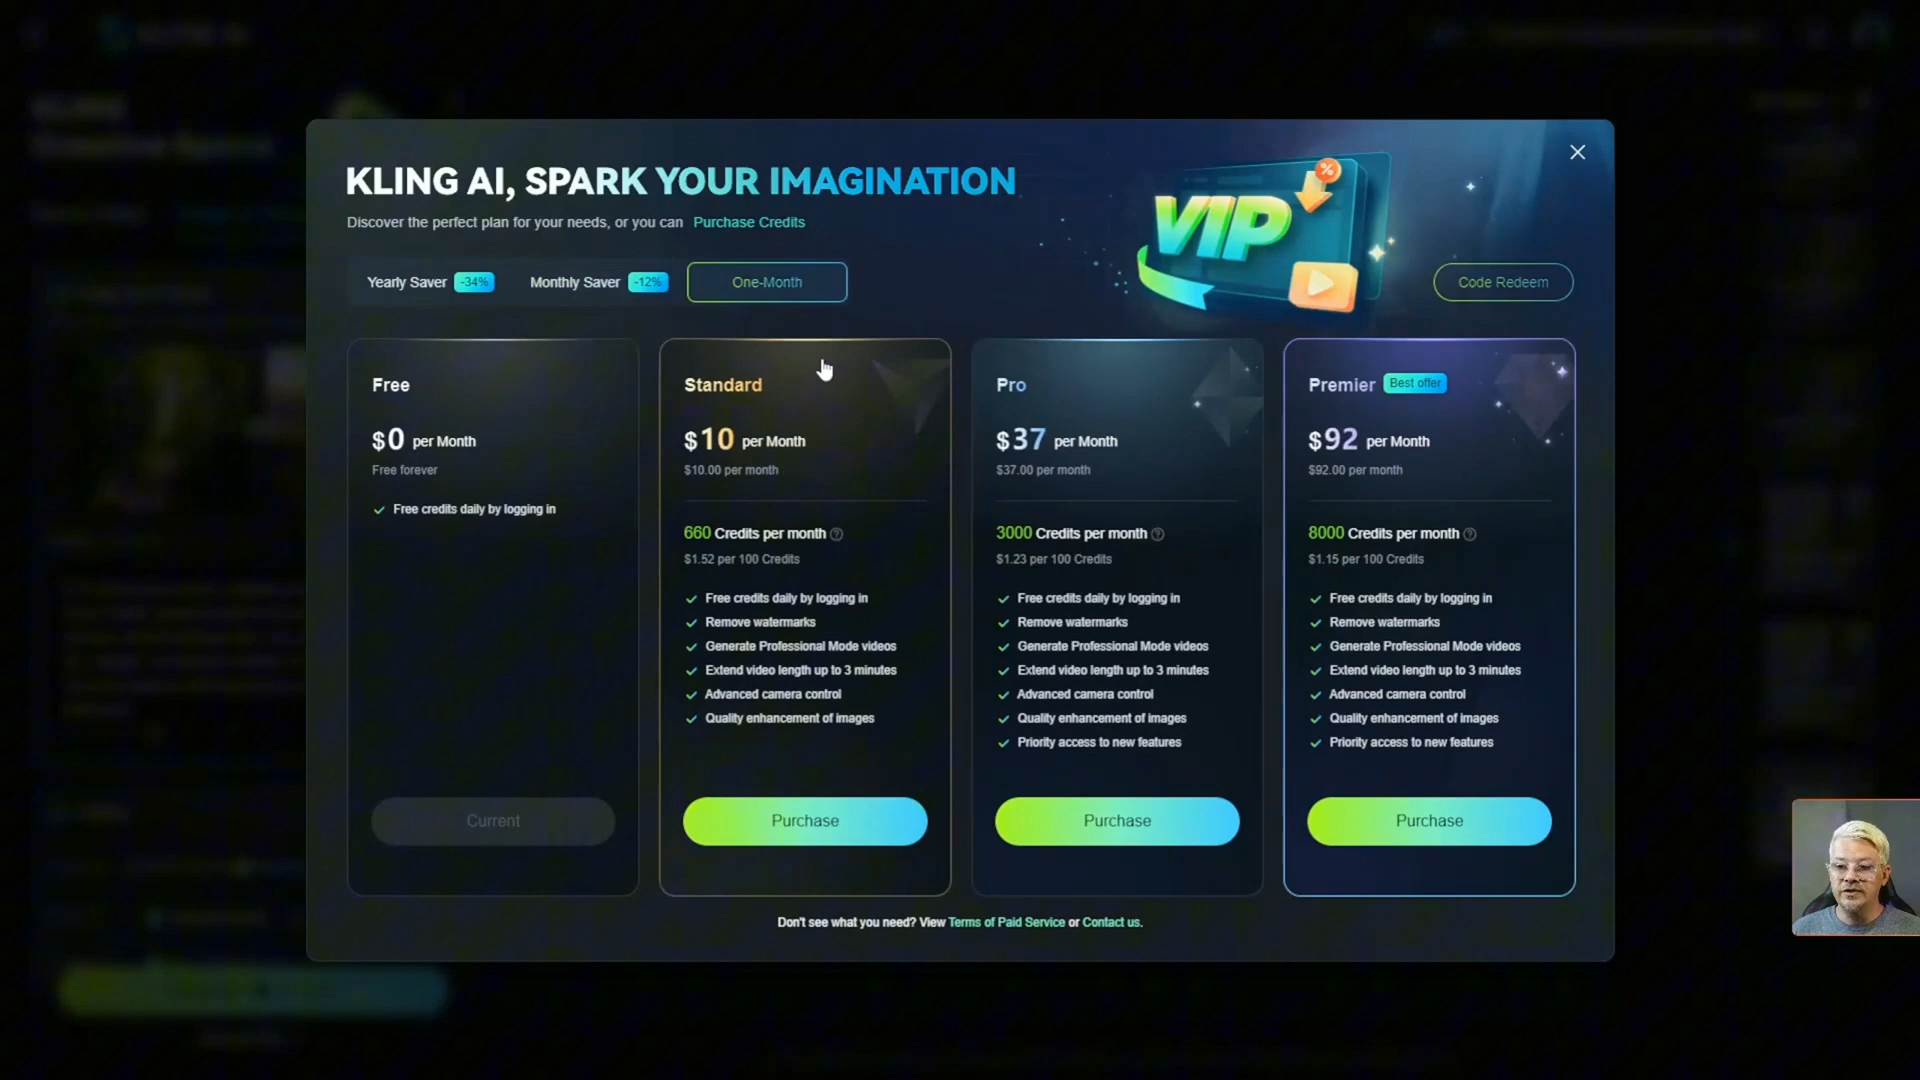 KLING AI, SPARK YOUR IMAGINATION
Discover the perfect plan for your needs, or you can Purchase Credits
Yearly Saver -34% Monthly Saver -12% One-Month
VIP
%
Code Redeem
Free
$0 per Month
Free forever
Free credits daily by logging in
Current
Standard
$10 per Month
$10.00 per month
660 Credits per month ?
$1.52 per 100 Credits
Free credits daily by logging in
Remove watermarks
Generate Professional Mode videos
Extend video length up to 3 minutes
Advanced camera control
Quality enhancement of images
Purchase
Pro
$37 per Month
$37.00 per month
3000 Credits per month ?
$1.23 per 100 Credits
Free credits daily by logging in
Remove watermarks
Generate Professional Mode videos
Extend video length up to 3 minutes
Advanced camera control
Quality enhancement of images
Priority access to new features
Purchase
Premier Best offer
$92 per Month
$92.00 per month
8000 Credits per month ?
$1.15 per 100 Credits
Free credits daily by logging in
Remove watermarks
Generate Professional Mode videos
Extend video length up to 3 minutes
Advanced camera control
Quality enhancement of images
Priority access to new features
Purchase
Don't see what you need? View Terms of Paid Service or Contact us.